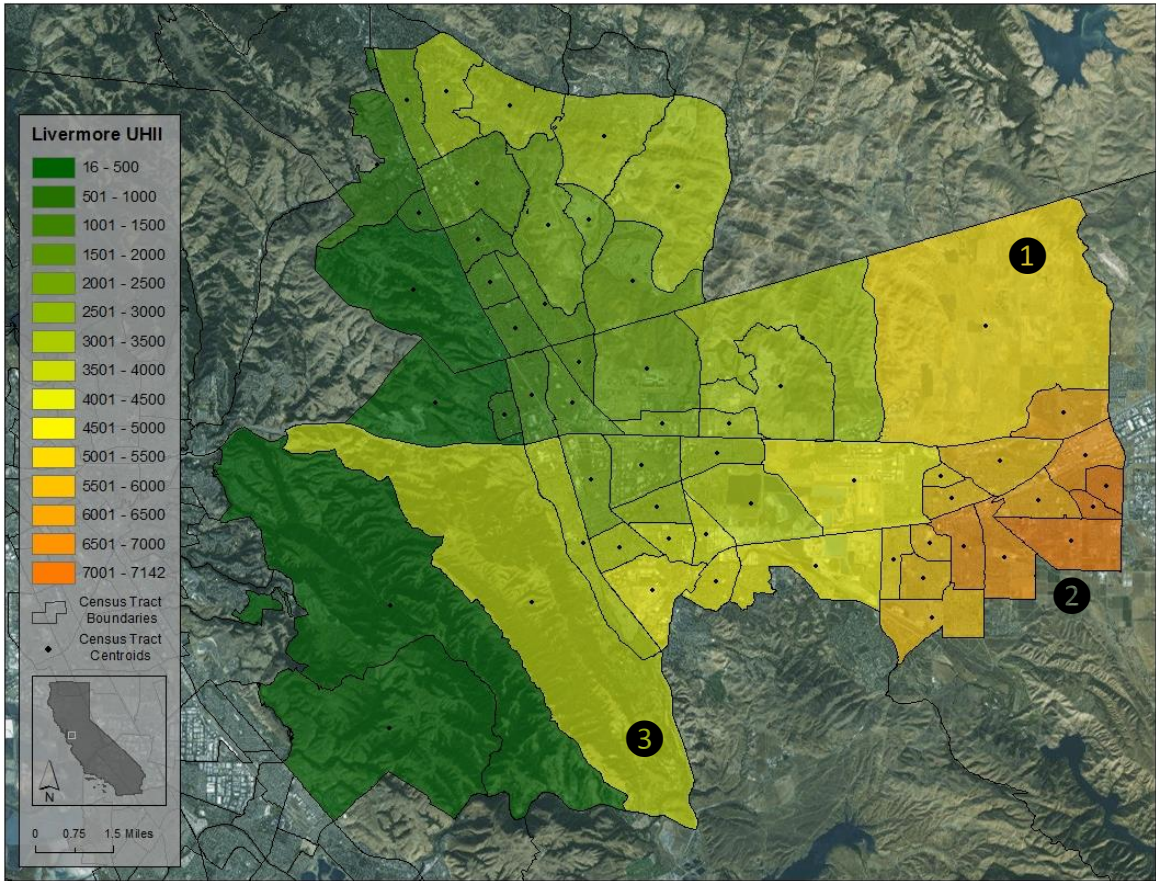 Livermore UHII
16 - 500
501 - 1000
1001 - 1500
1501 - 2000
2001 - 2500
2501 - 3000
3001 - 3500
3501 - 4000
4001 - 4500
4501 - 5000
5001 - 5500
5501 - 6000
6001 - 6500
6501 - 7000
7001 - 7142
Census Tract
Boundaries
Census Tract
Centroids
N
0 0.75 1.5 Miles
1
2
3